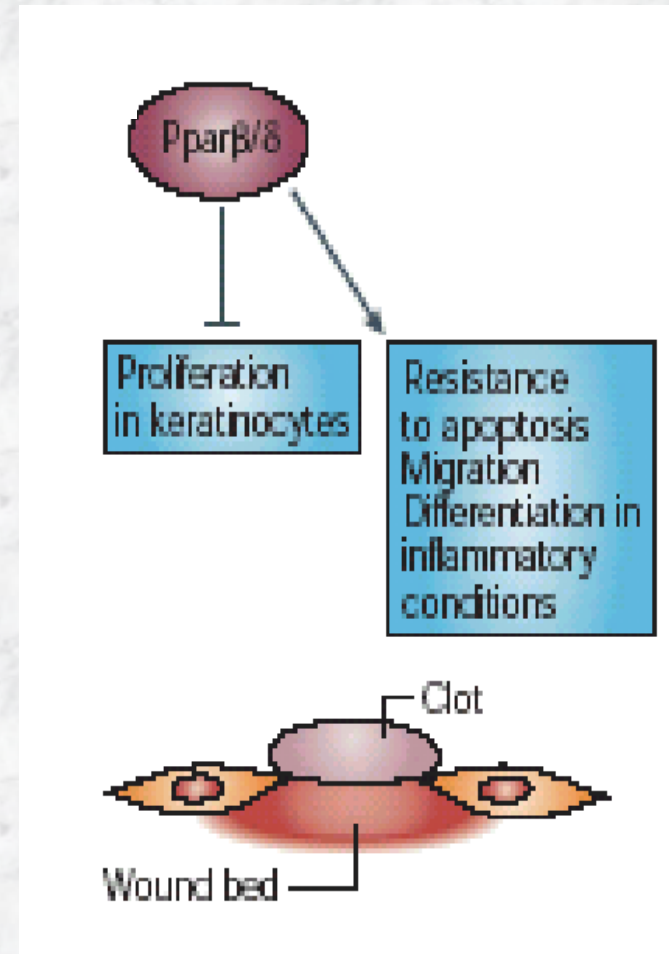 Pparβ/δ
Proliferation
in keratinocytes
Resistance
to apoptosis
Migration
Differentiation in
inflammatory
conditions
Clot
Wound bed